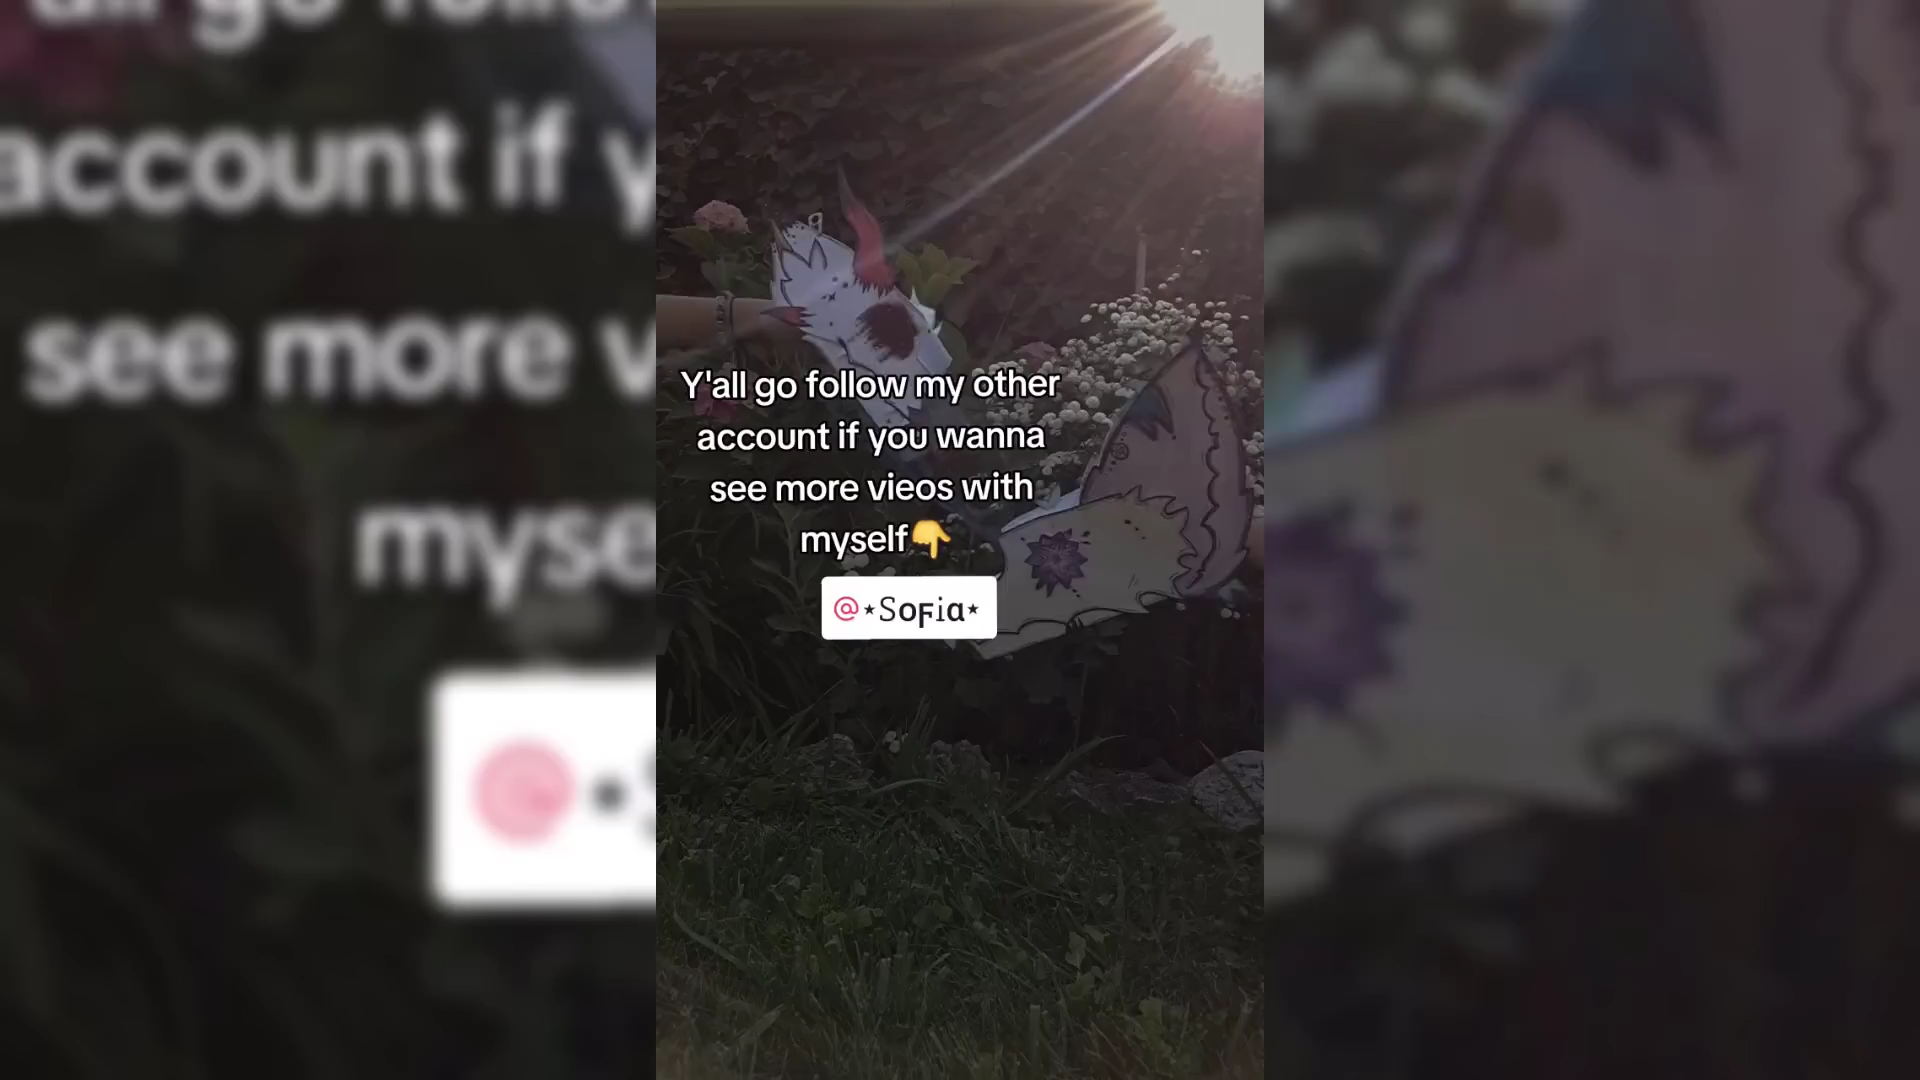 Y'all go follow my other
account if you wanna
see more vieos with
myself👇
@⋆Sofia⋆